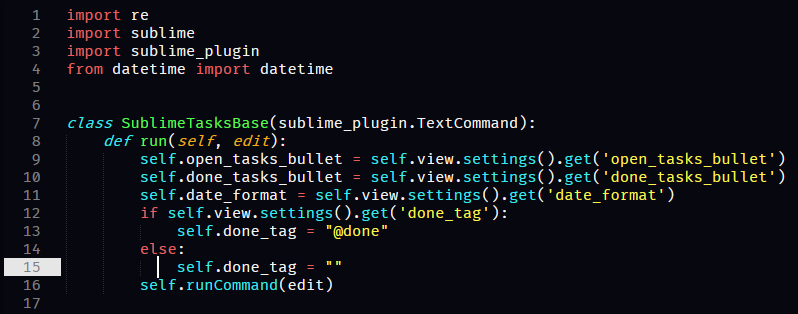 1 import re
2 import sublime
3 import sublime_plugin
4 from datetime import datetime
5
6
7 class SublimeTasksBase(sublime_plugin.TextCommand):
8     def run(self, edit):
9         self.open_tasks_bullet = self.view.settings().get('open_tasks_bullet')
10         self.done_tasks_bullet = self.view.settings().get('done_tasks_bullet')
11         self.date_format = self.view.settings().get('date_format')
12         if self.view.settings().get('done_tag'):
13             self.done_tag = "@done"
14         else:
15             self.done_tag = ""
16         self.runCommand(edit)
17